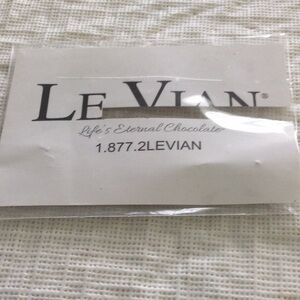 LE VIAN®
Life's Eternal Chocolate
1.877.2LEVIAN